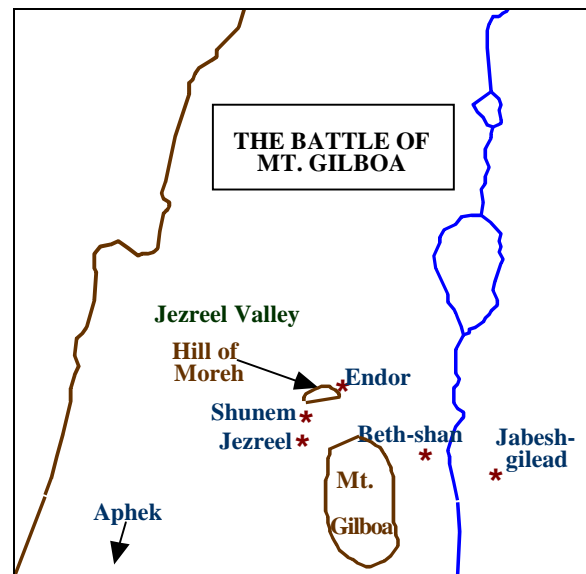 THE BATTLE OF
MT. GILBOA
Jezreel Valley
Hill of
Moreh
Endor
Shunem
Jezreel
Beth-shan
Jabesh-
gilead
Mt.
Gilboa
Aphek